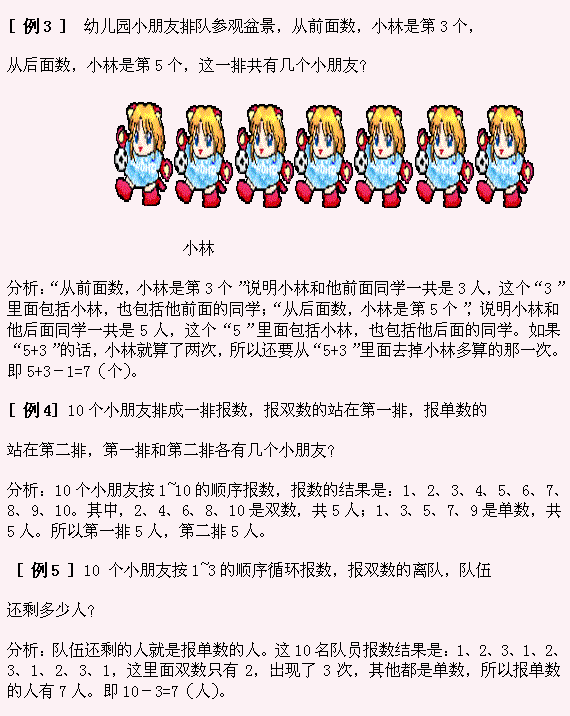 [ 例3 ] 幼儿园小朋友排队参观盆景，从前面数，小林是第3个，
从后面数，小林是第5个，这一排共有几个小朋友？
小林
分析：“从前面数，小林是第3个”说明小林和他前面同学一共是3人，这个“3”
里面包括小林，也包括他前面的同学；“从后面数，小林是第5个”，说明小林和
他后面同学一共是5人，这个“5”里面包括小林，也包括他后面的同学。如果
“5+3”的话，小林就算了两次，所以还要从“5+3”里面去掉小林多算的那一次。
即5+3－1=7（个）。
[ 例4] 10个小朋友排成一排报数，报双数的站在第一排，报单数的
站在第二排，第一排和第二排各有几个小朋友？
分析：10个小朋友按1~10的顺序报数，报数的结果是：1、2、3、4、5、6、7、
8、9、10。其中，2、4、6、8、10是双数，共5人；1、3、5、7、9是单数，共
5人。所以第一排5人，第二排5人。
[ 例5 ] 10 个小朋友按1~3的顺序循环报数，报双数的离队，队伍
还剩多少人？
分析：队伍还剩的人就是报单数的人。这10名队员报数结果是：1、2、3、1、2、
3、1、2、3、1，这里面双数只有2，出现了3次，其他都是单数，所以报单数
的人有7人。即10－3=7（人）。